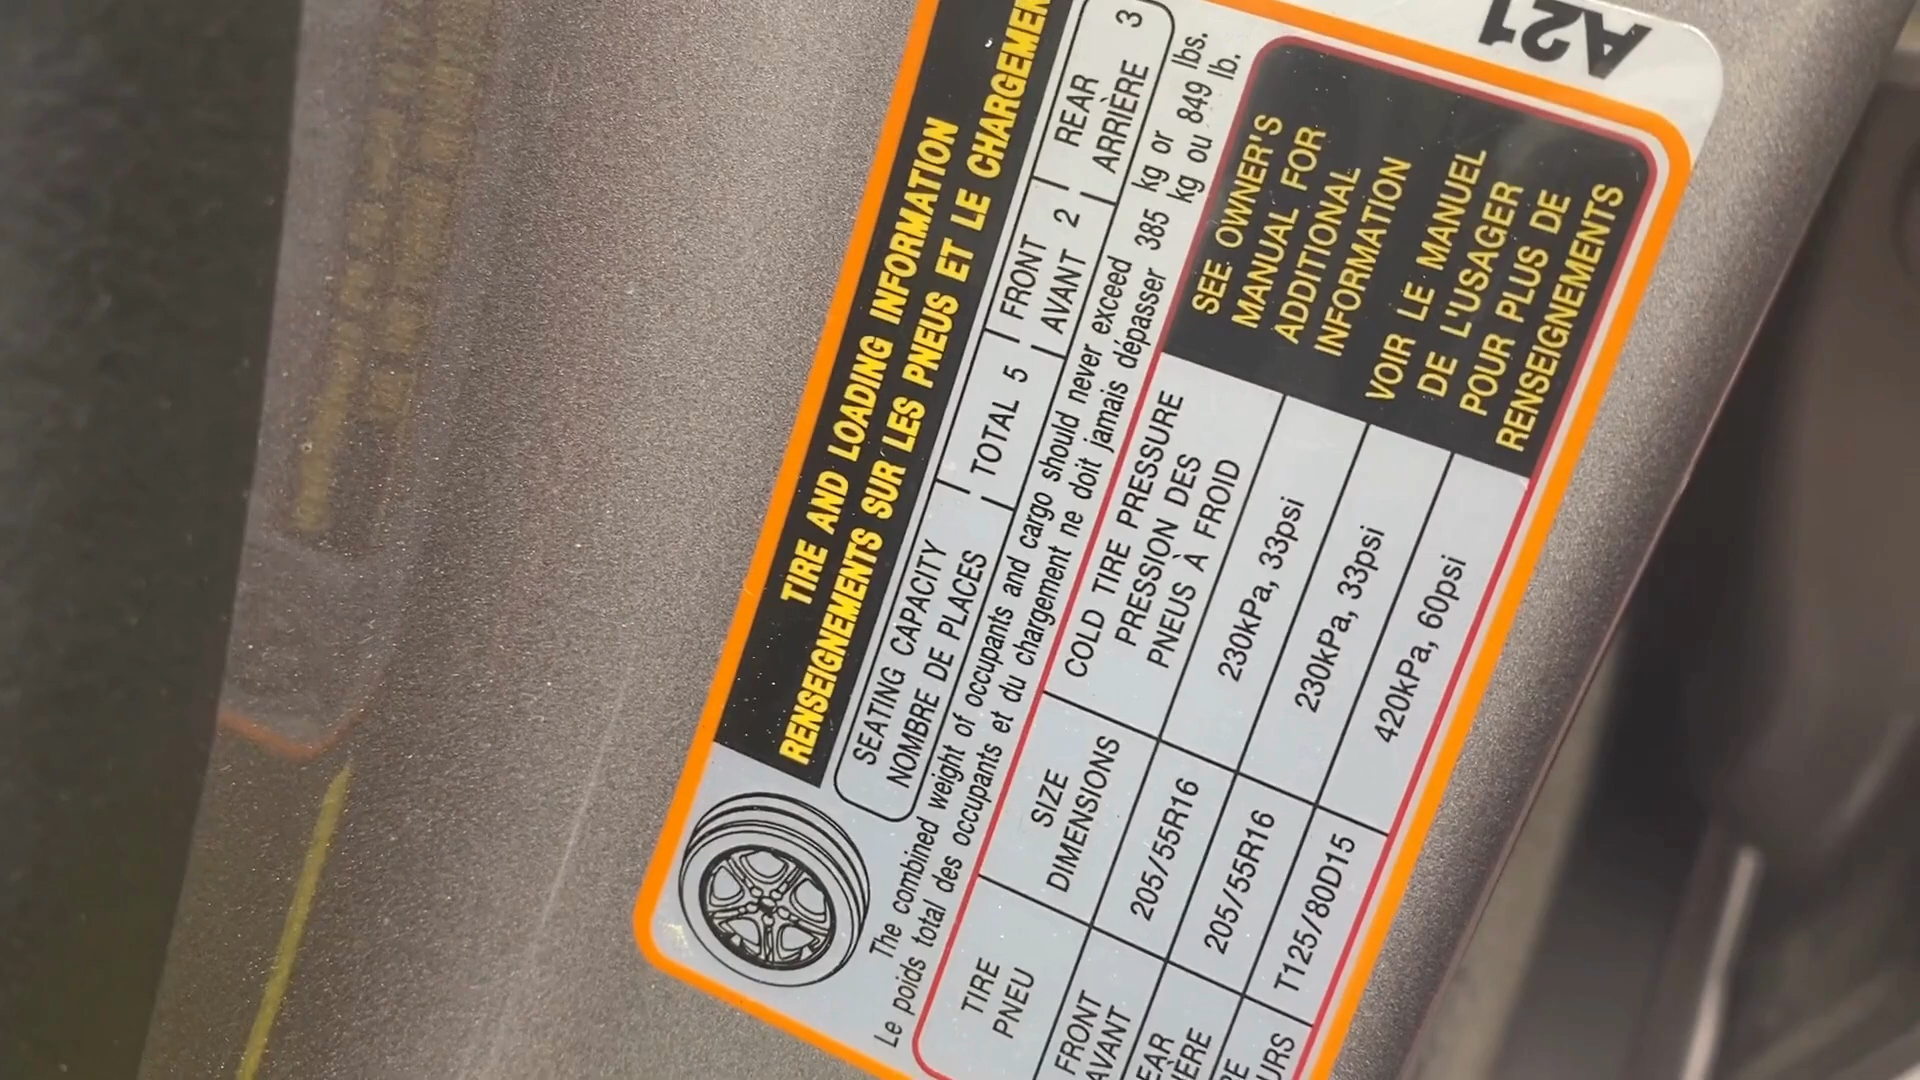 A21
TIRE AND LOADING INFORMATION
RENSEIGNEMENTS SUR LES PNEUS ET LE CHARGEMEN
SEATING CAPACITY
NOMBRE DE PLACES
TOTAL 5
FRONT
AVANT 2
REAR
ARRIÈRE 3
The combined weight of occupants and cargo should never exceed 385 kg or 849 lbs.
Le poids total des occupants et du chargement ne doit jamais dépasser kg ou lb.
TIRE
PNEU
SIZE
DIMENSIONS
COLD TIRE PRESSURE
PRESSION DES
PNEUS À FROID
FRONT
AVANT
205/55R16
230kPa, 33psi
EAR
IÈRE
205/55R16
230kPa, 33psi
RE
URS
T125/80D15
420kPa, 60psi
SEE OWNER'S
MANUAL FOR
ADDITIONAL
INFORMATION
VOIR LE MANUEL
DE L'USAGER
POUR PLUS DE
RENSEIGNEMENTS